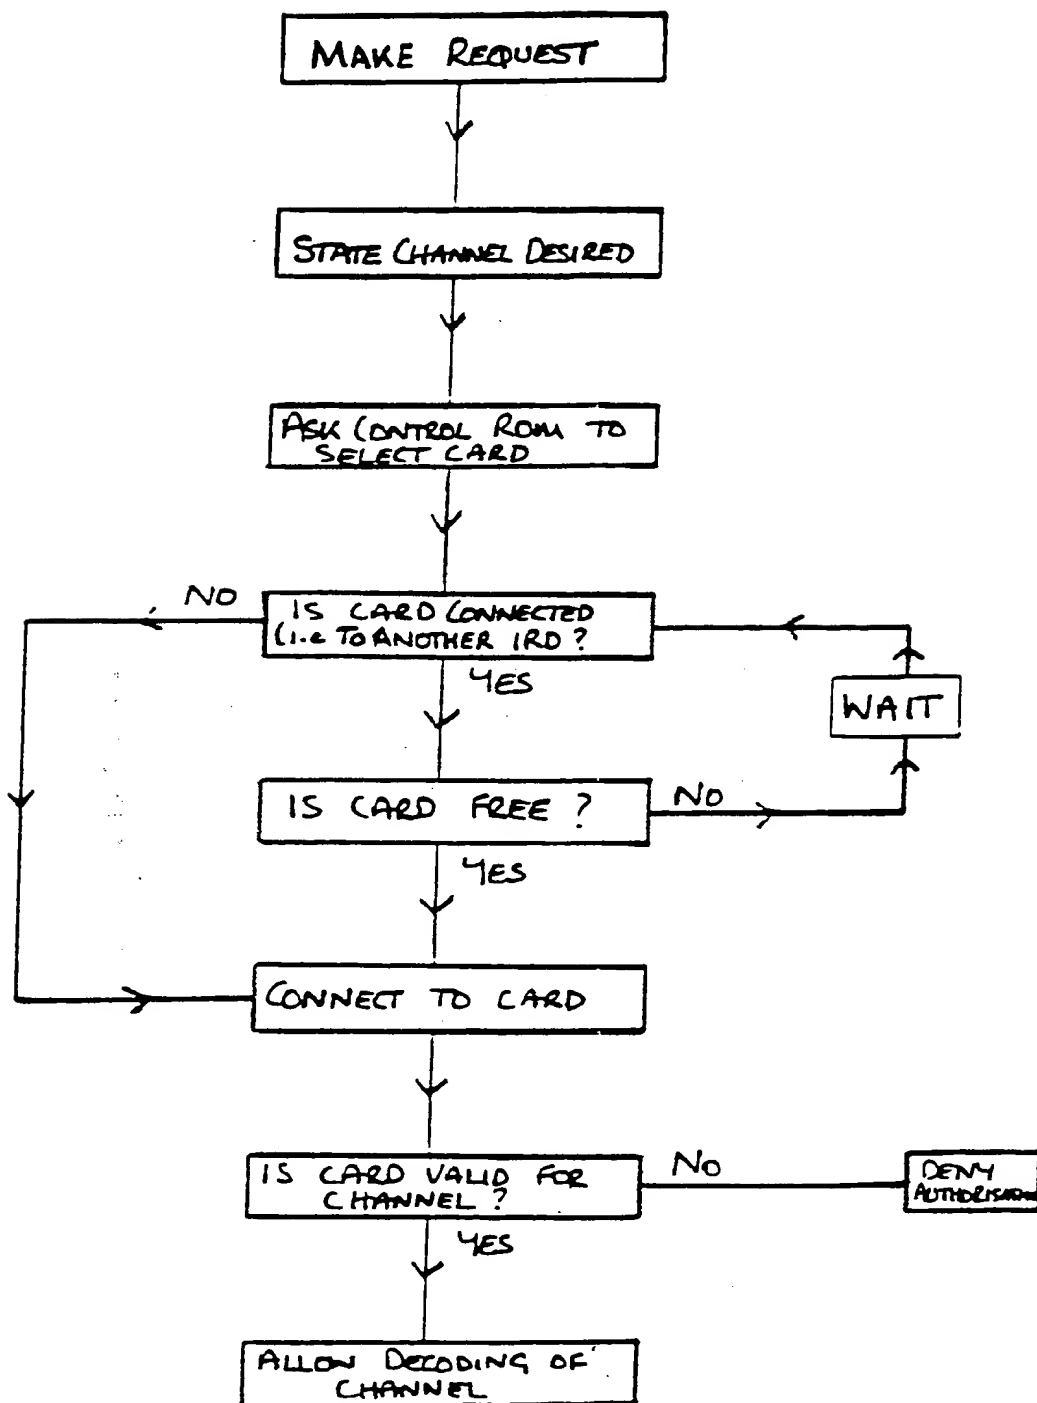 MAKE REQUEST
STATE CHANNEL DESIRED
ASK CONTROL ROOM TO
SELECT CARD
NO
IS CARD CONNECTED
(i.e TO ANOTHER IRD ?
YES
WAIT
IS CARD FREE ?
NO
YES
CONNECT TO CARD
IS CARD VALID FOR
CHANNEL ?
NO
DENY
AUTHORISATION
YES
ALLOW DECODING OF
CHANNEL